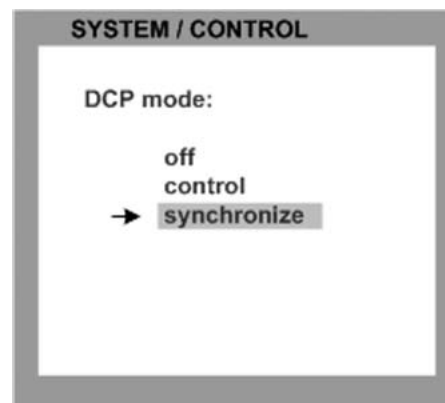 SYSTEM / CONTROL
DCP mode:
off
control
synchronize